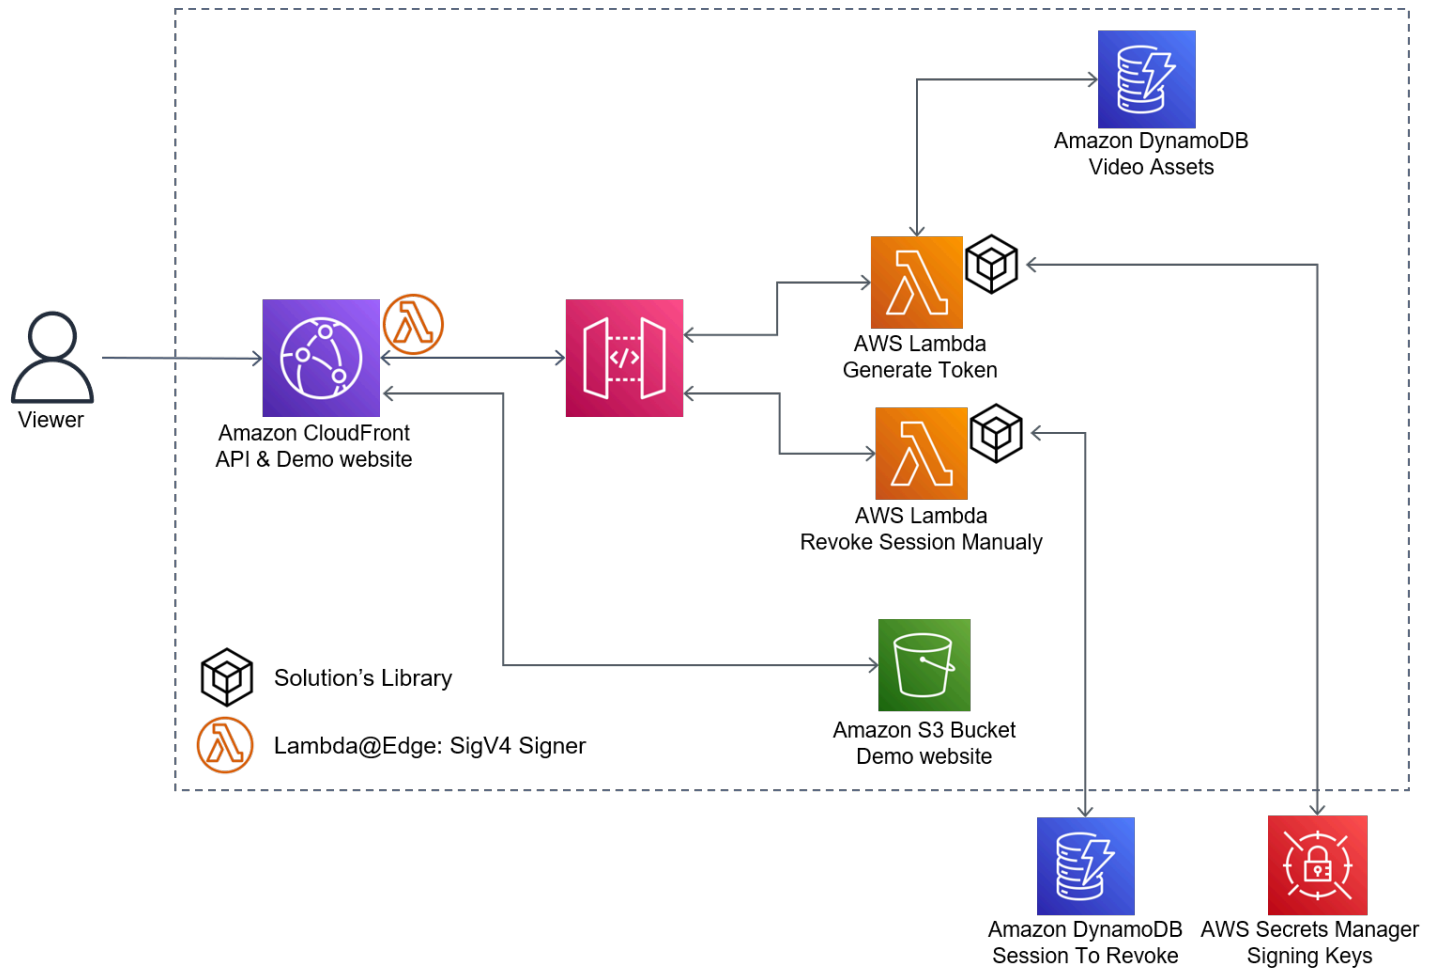 Amazon DynamoDB
Video Assets
AWS Lambda
Generate Token
Viewer
Amazon CloudFront
API & Demo website
</>
AWS Lambda
Revoke Session Manualy
Solution’s Library
Lambda@Edge: SigV4 Signer
Amazon S3 Bucket
Demo website
Amazon DynamoDB
Session To Revoke
AWS Secrets Manager
Signing Keys